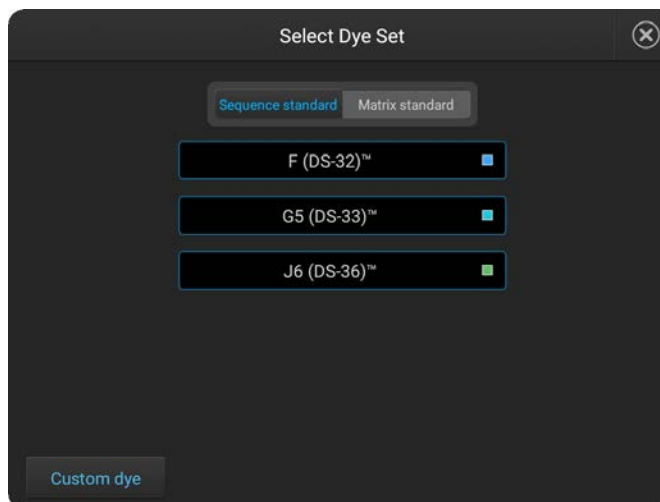 Select Dye Set
Sequence standard Matrix standard
F (DS-32)™
G5 (DS-33)™
J6 (DS-36)™
Custom dye